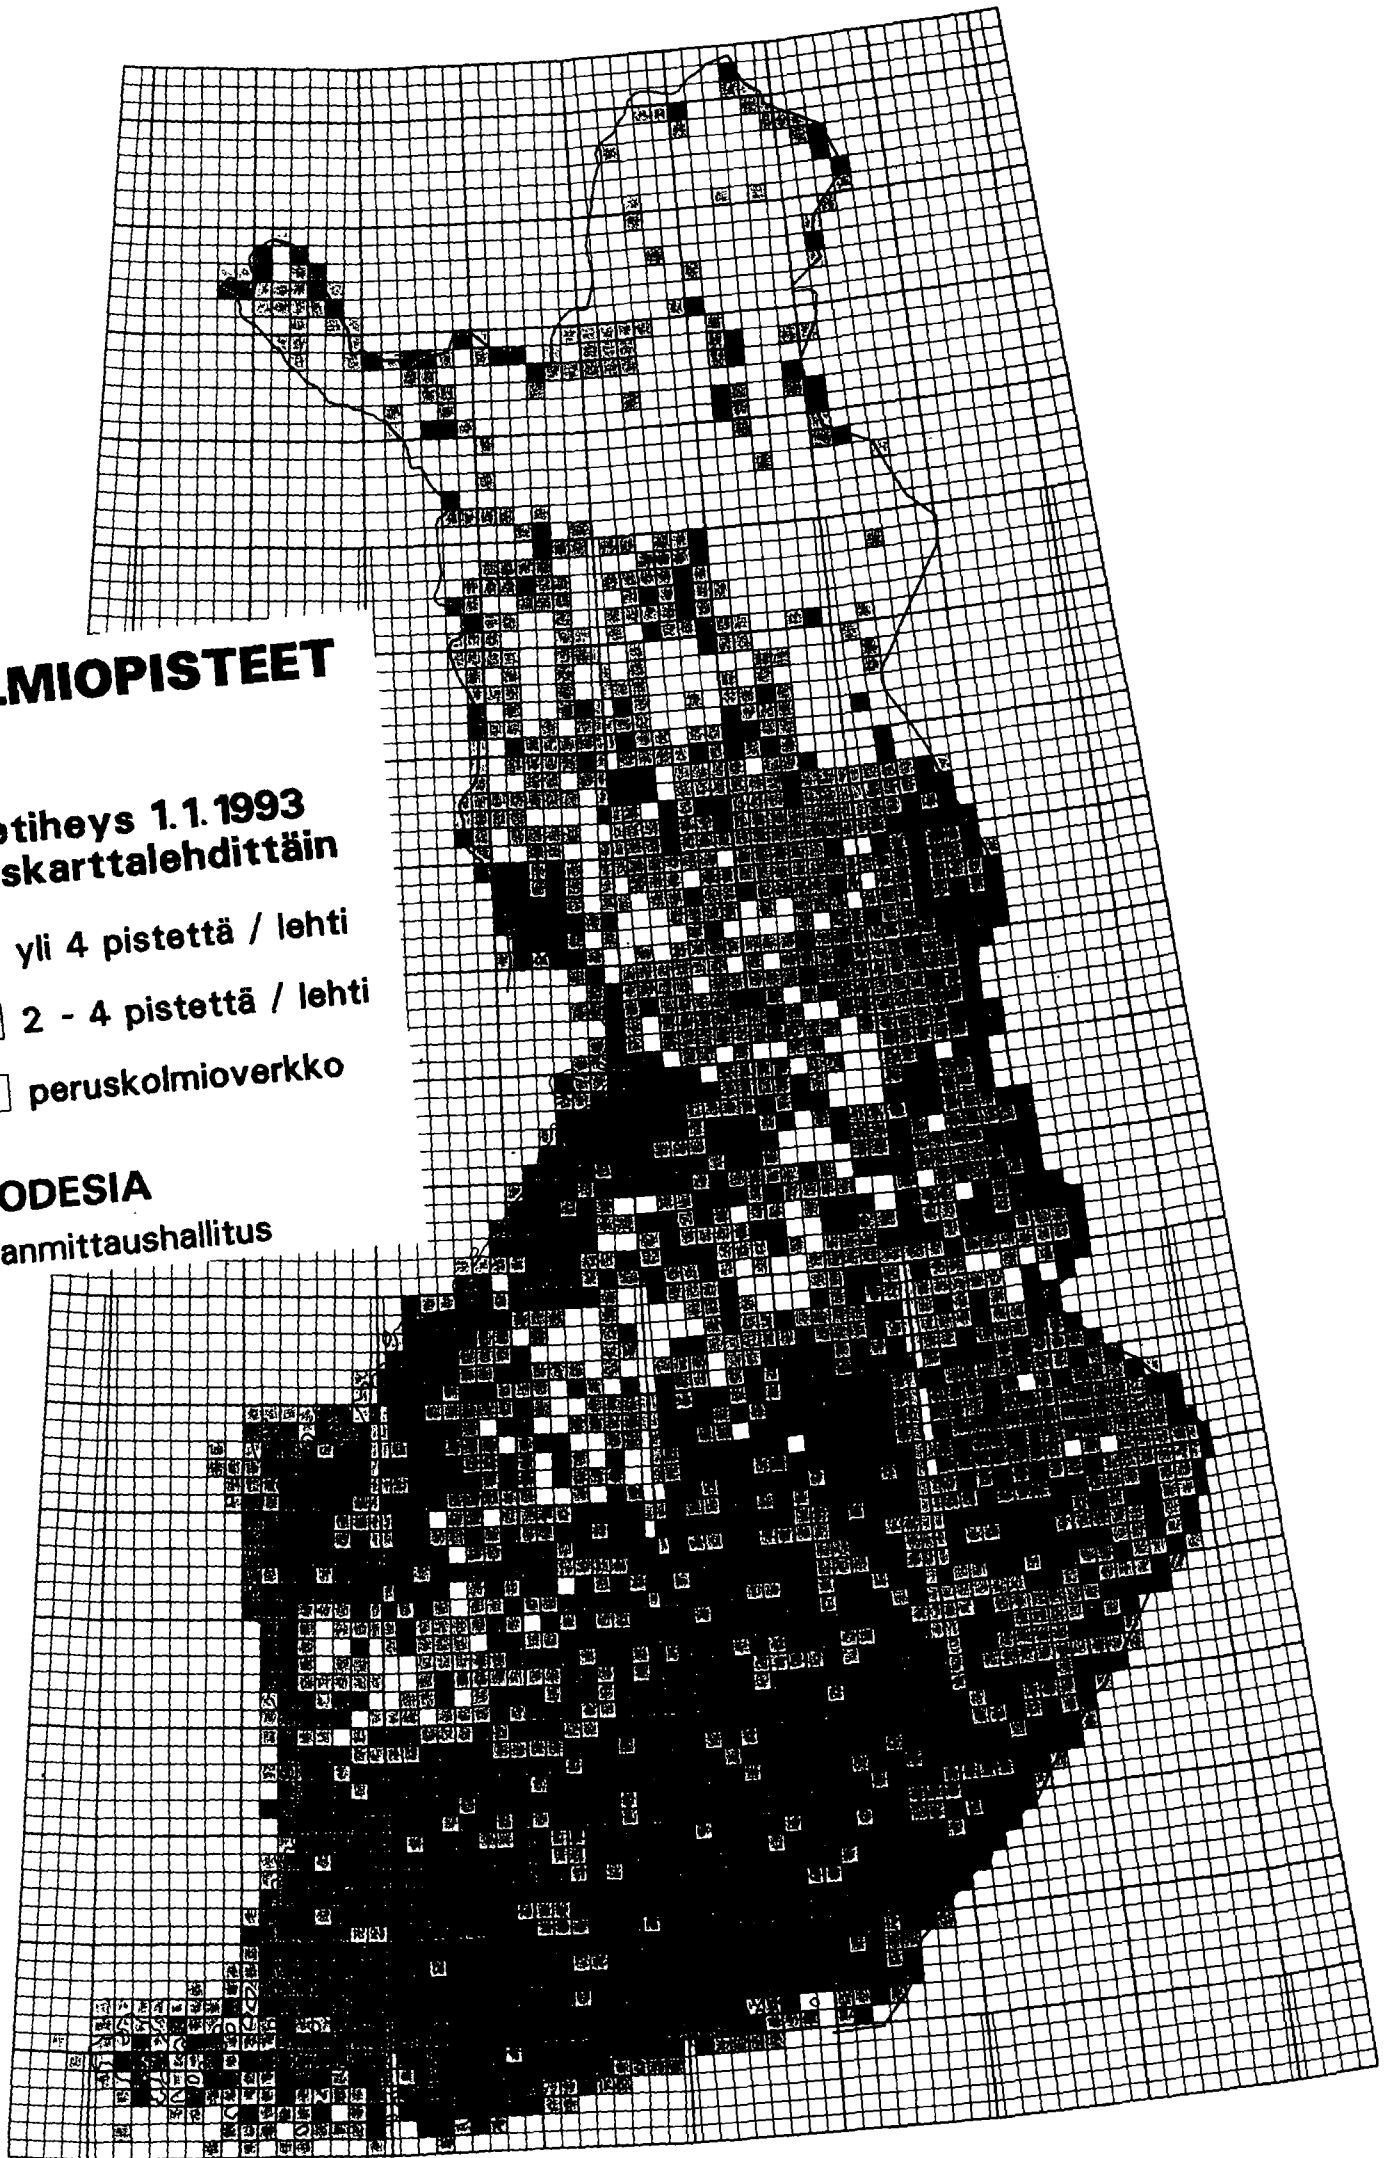 LMIOPISTEET
etiheys 1.1.1993
skarttalehdittäin
yli 4 pistettä / lehti
2 - 4 pistettä / lehti
peruskolmioverkko
ODESIA
anmittaushallitus